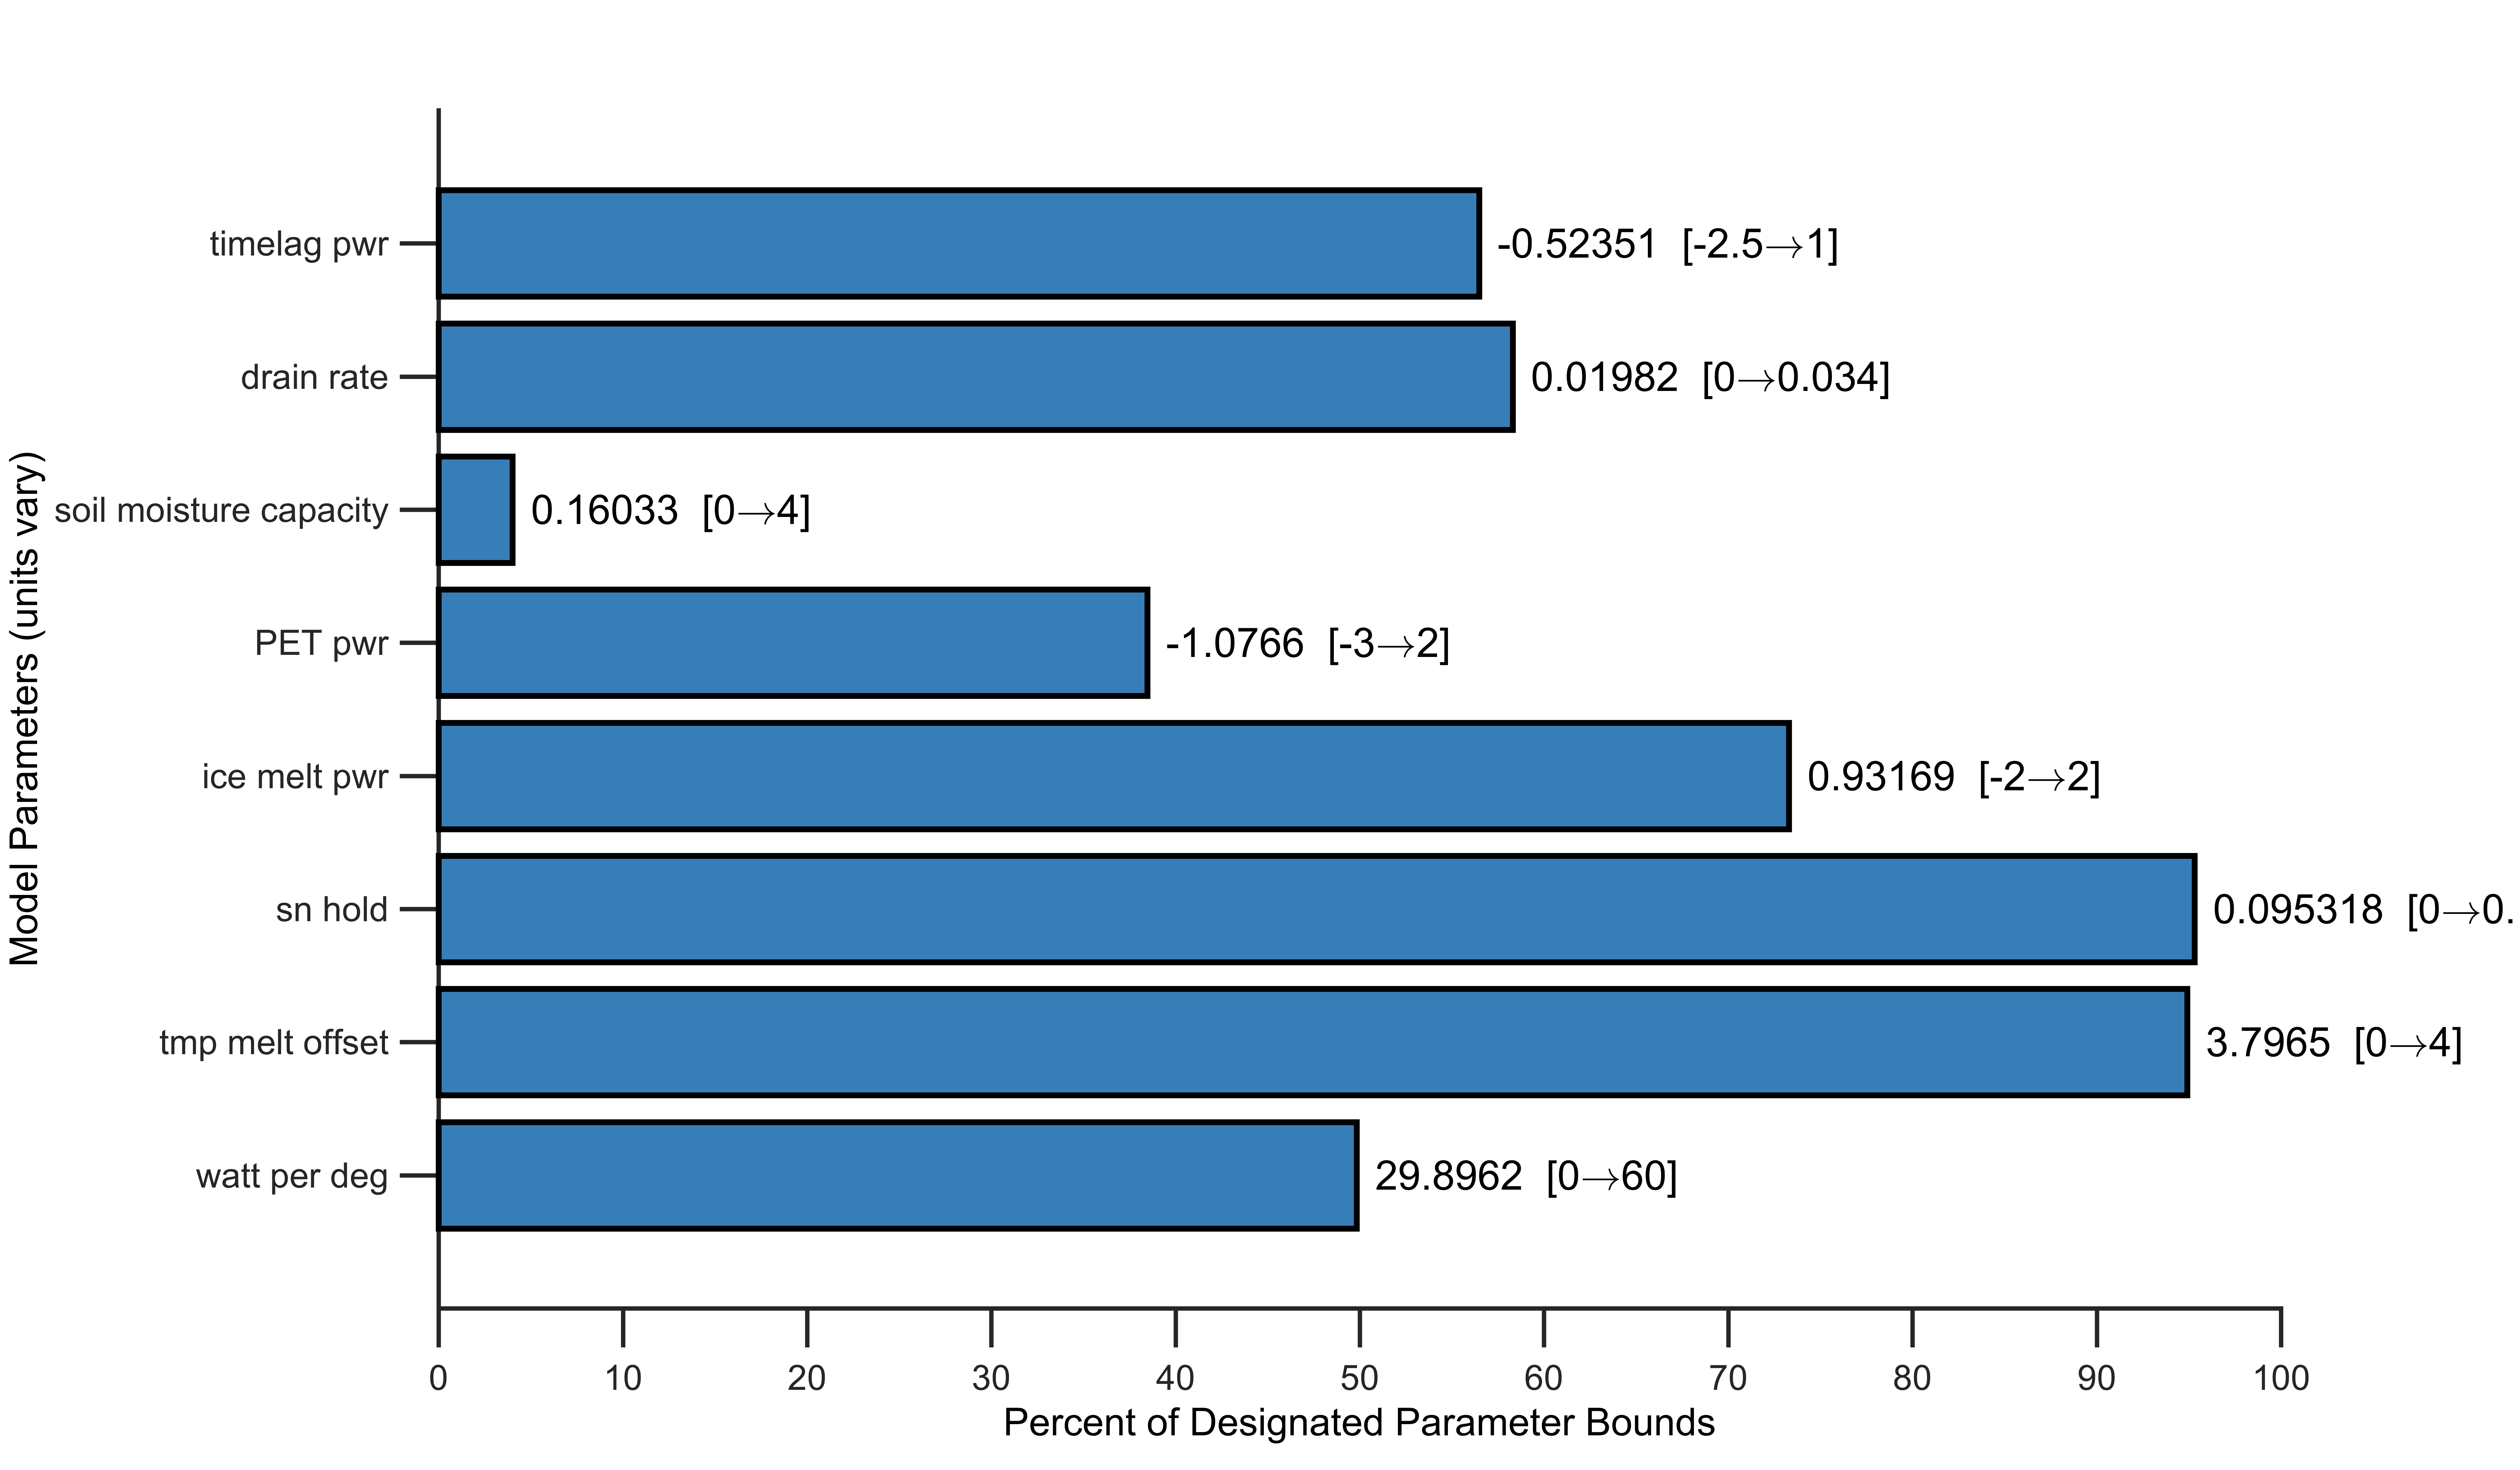 timelag pwr -0.52351 [-2.5→1]
drain rate 0.01982 [0→0.034]
soil moisture capacity 0.16033 [0→4]
PET pwr -1.0766 [-3→2]
ice melt pwr 0.93169 [-2→2]
sn hold 0.095318 [0→0.
tmp melt offset 3.7965 [0→4]
watt per deg 29.8962 [0→60]
Model Parameters (units vary)
0 10 20 30 40 50 60 70 80 90 100
Percent of Designated Parameter Bounds